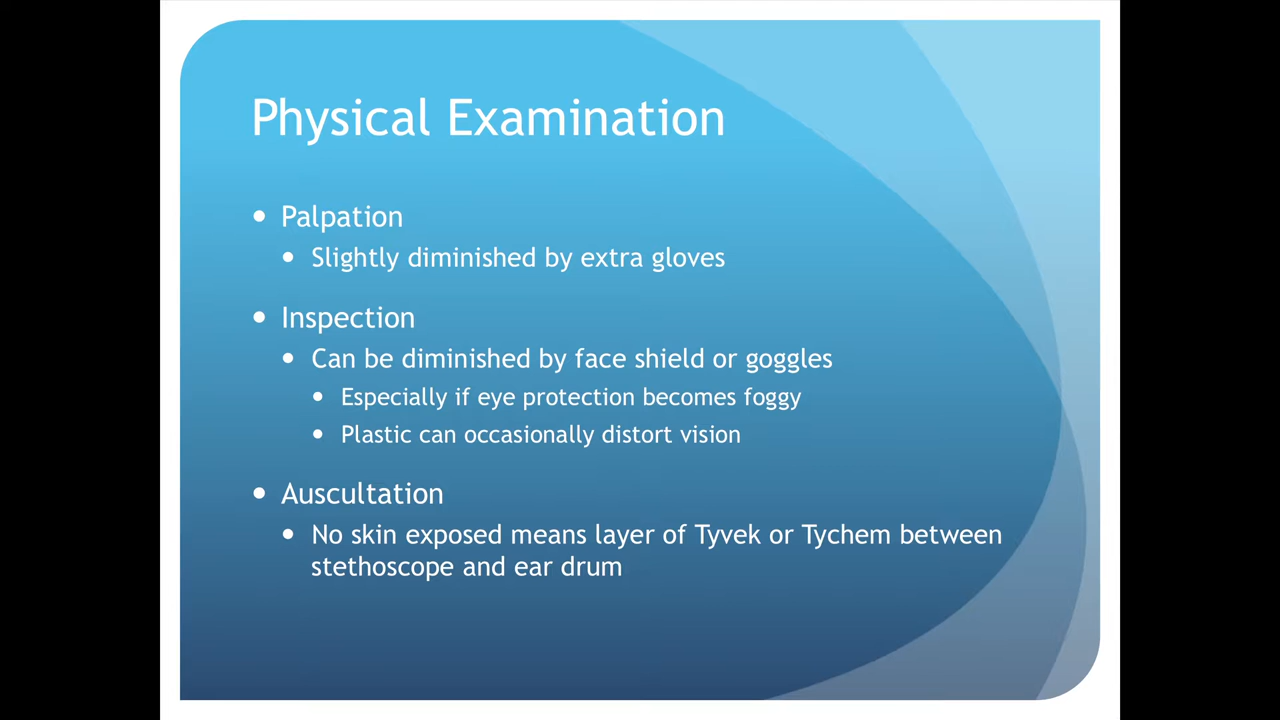 Physical Examination
Palpation
Slightly diminished by extra gloves
Inspection
Can be diminished by face shield or goggles
Especially if eye protection becomes foggy
Plastic can occasionally distort vision
Auscultation
No skin exposed means layer of Tyvek or Tychem between
stethoscope and ear drum